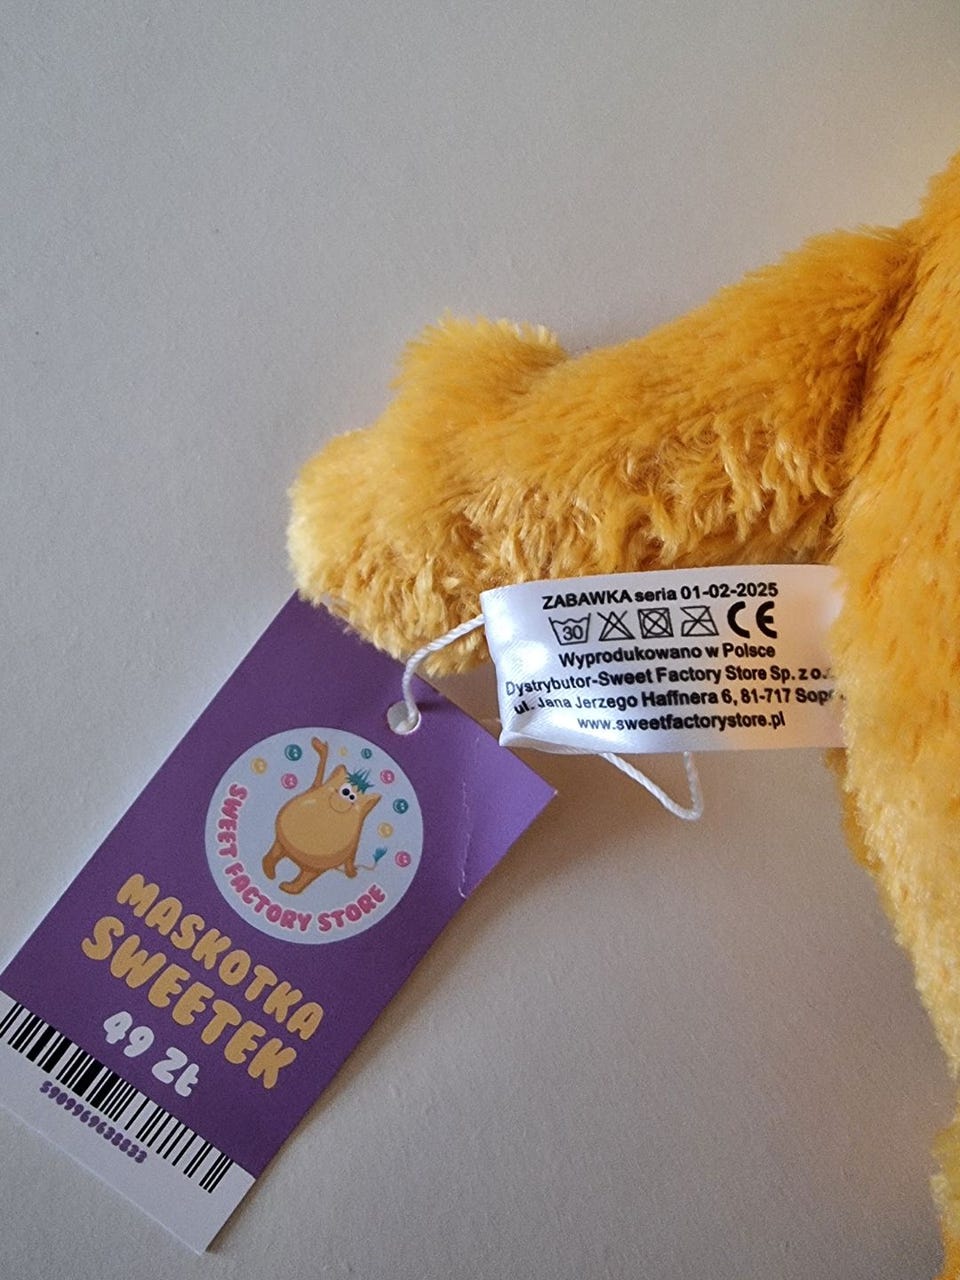 ZABAWKA seria 01-02-2025
30 CE
Wyprodukowano w Polsce
Dystrybutor-Sweet Factory Store Sp. z o.
ul. Jana Jerzego Haffnera 6, 81-717
www.sweetfactorystore.pl
SWEET FACTORY STORE
MASKOTKA
SWEETEK
49 ZŁ
5909969638833